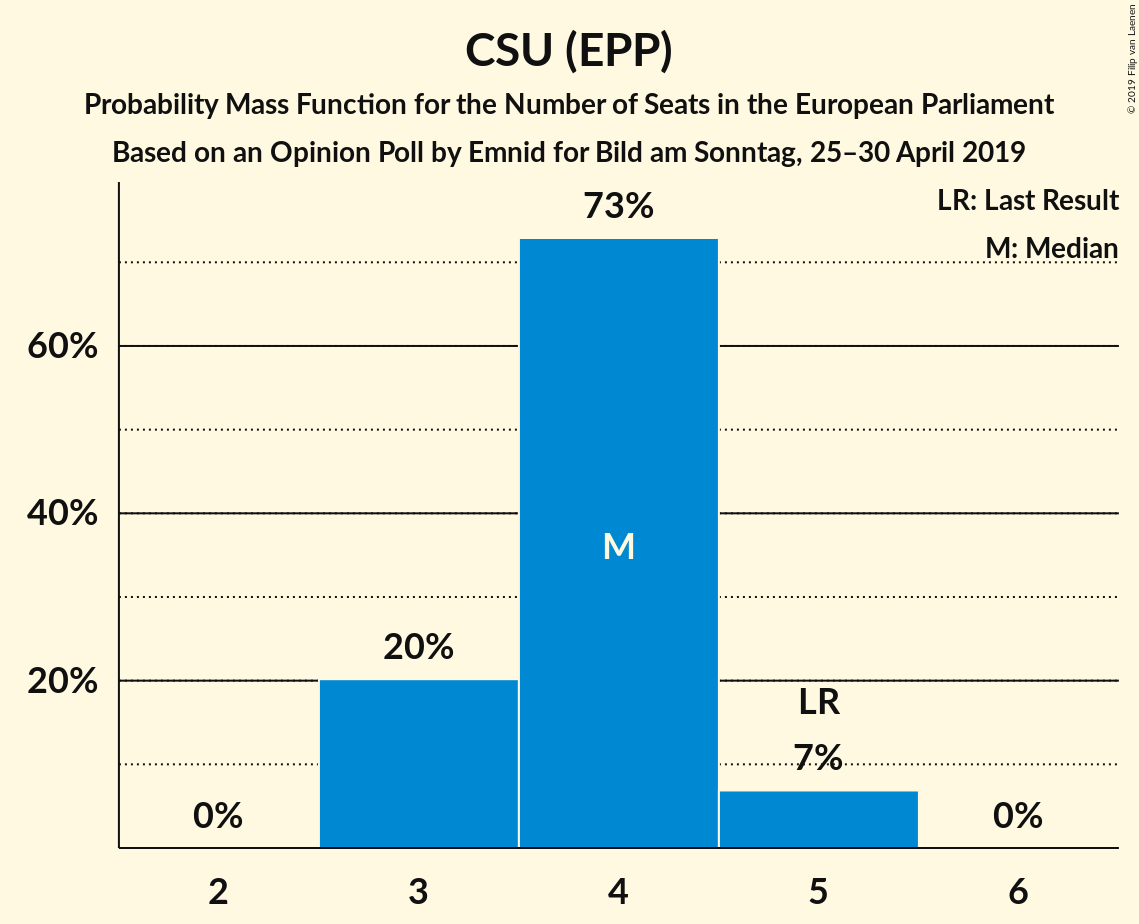 CSU (EPP)
Probability Mass Function for the Number of Seats in the European Parliament
Based on an Opinion Poll by Emnid for Bild am Sonntag, 25–30 April 2019
© 2019 Filip van Laenen
LR: Last Result
M: Median
73%
60%
40%
M
20%
20%
LR
7%
0%
0%
2 3 4 5 6